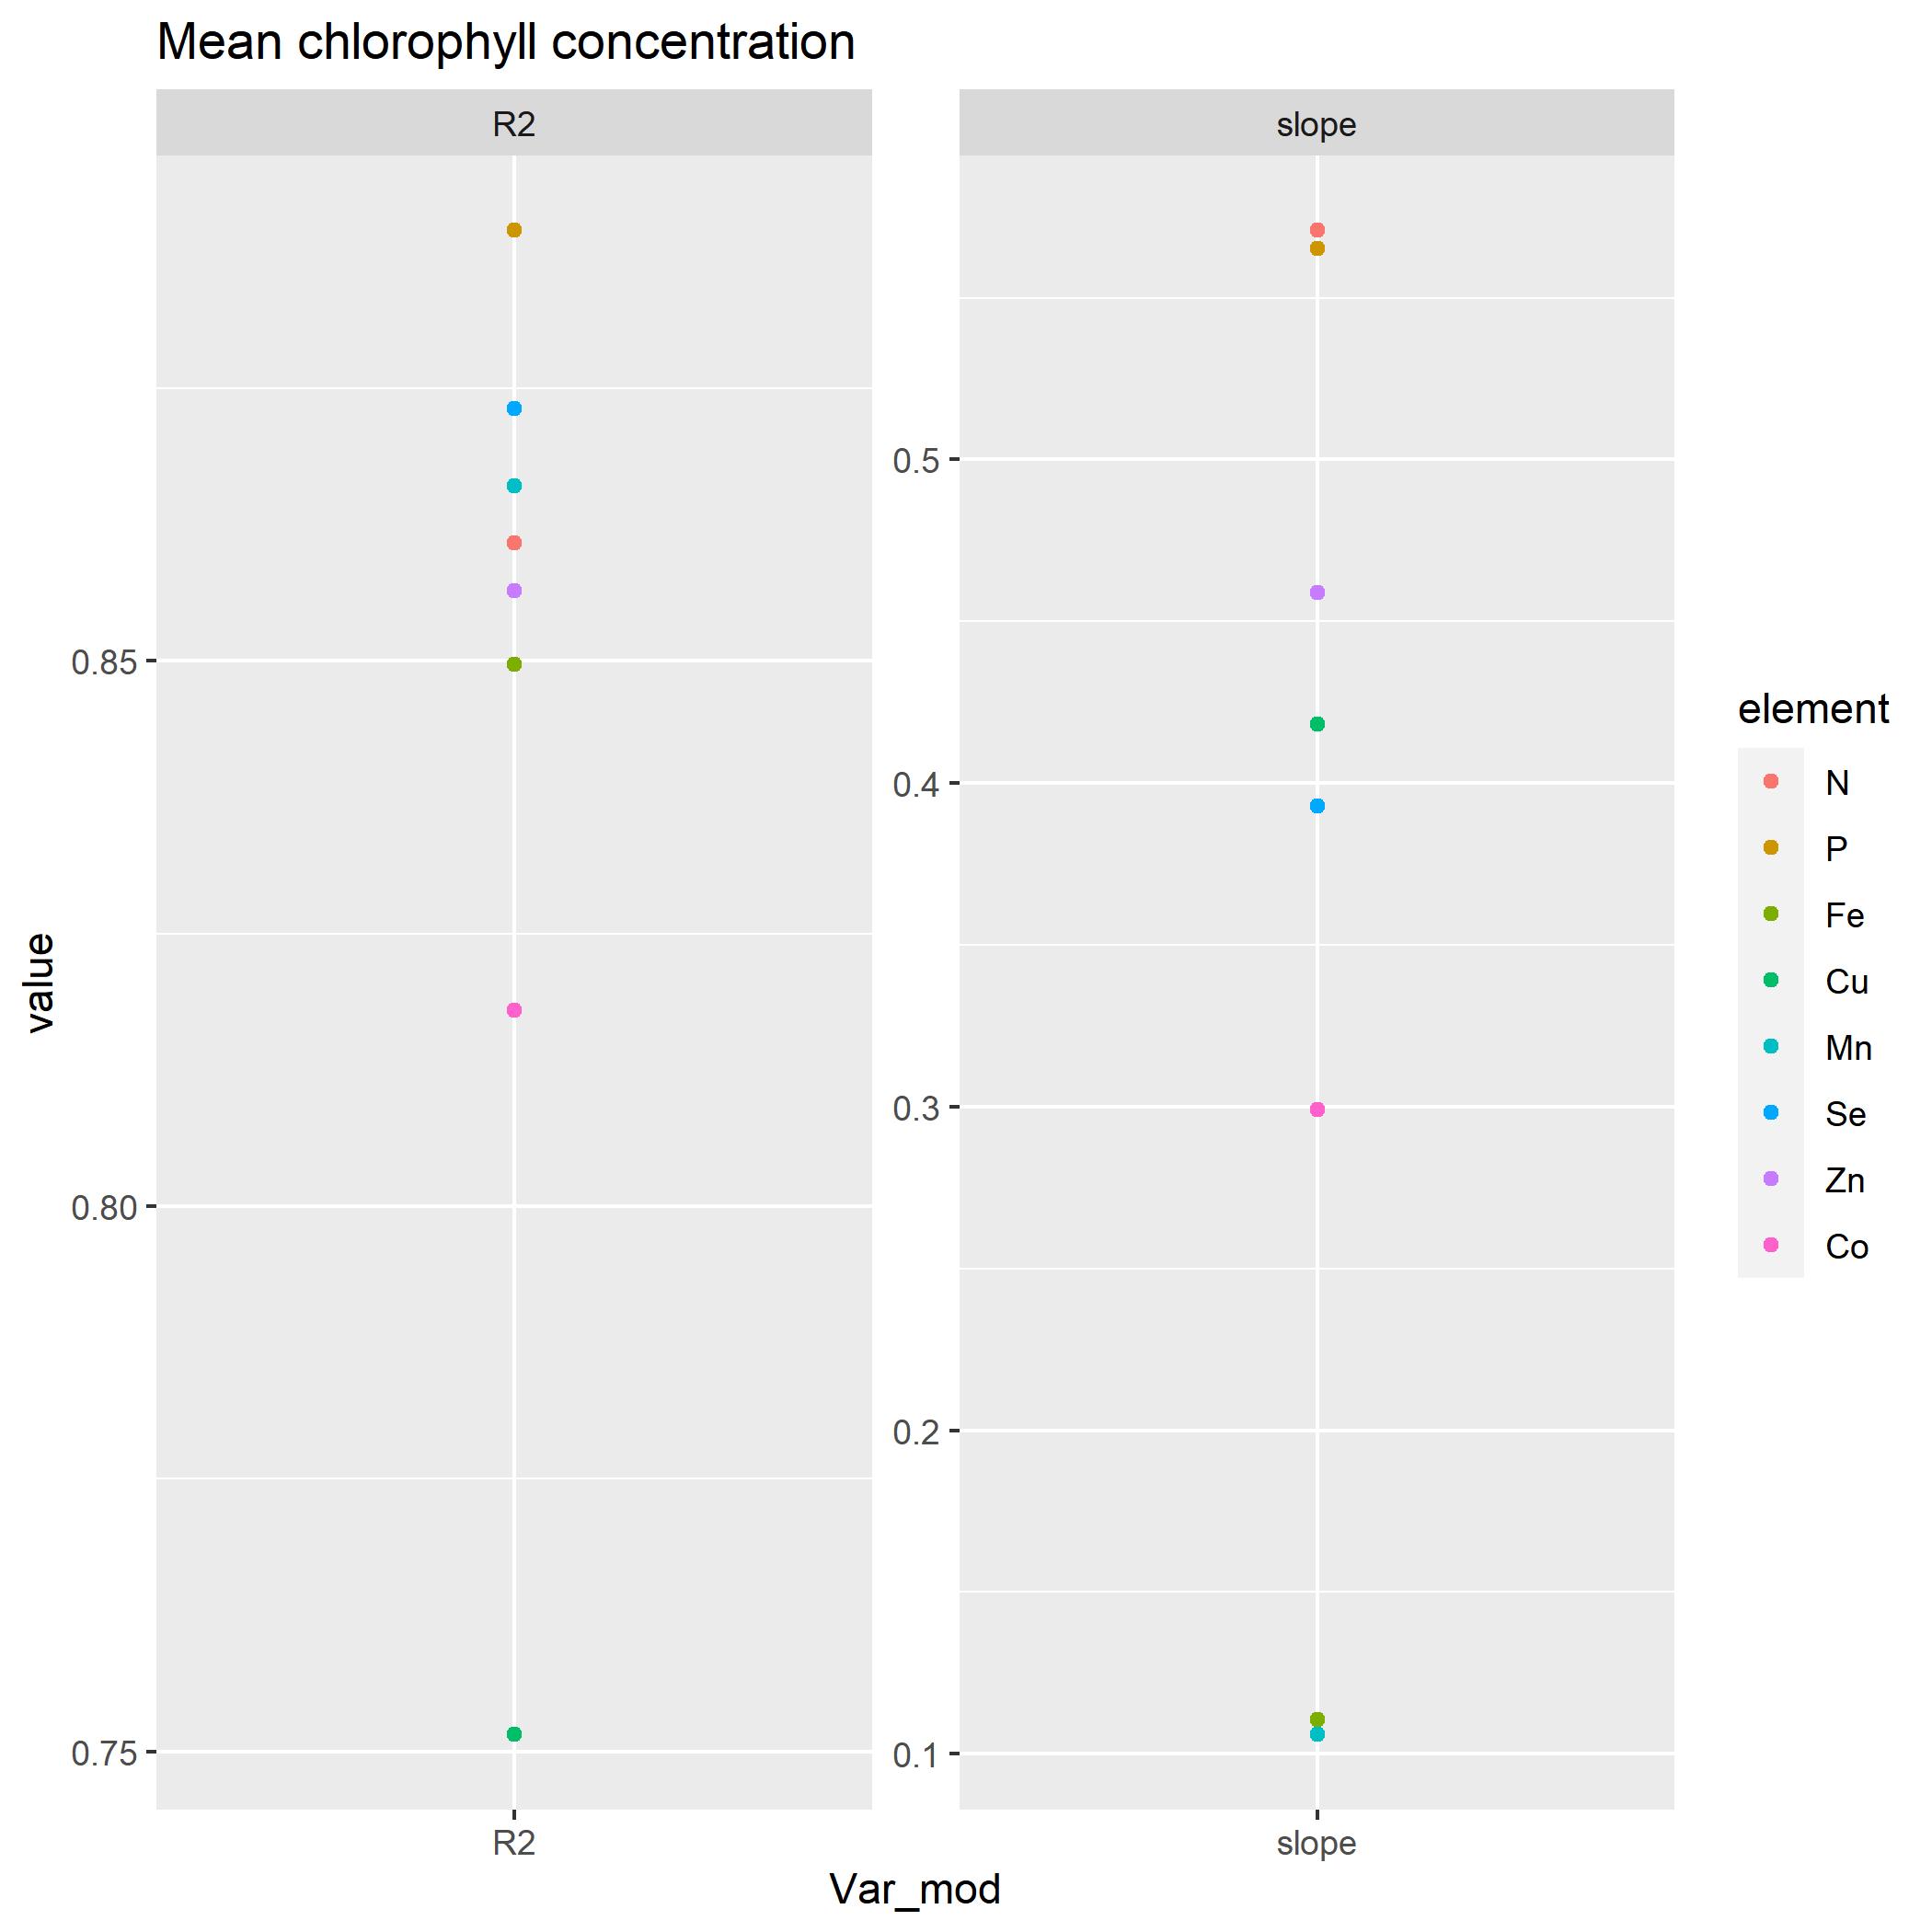 Mean chlorophyll concentration
R2
slope
value
0.85
0.80
0.75
0.5
0.4
0.3
0.2
0.1
R2
slope
Var_mod
element
N
P
Fe
Cu
Mn
Se
Zn
Co